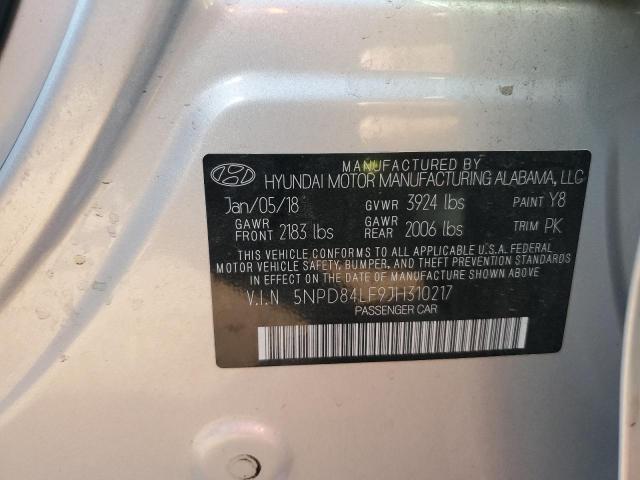 MANUFACTURED BY
HYUNDAI MOTOR MANUFACTURING ALABAMA, LLC
Jan/05/18 GVWR 3924 lbs PAINT Y8
GAWR FRONT 2183 lbs GAWR REAR 2006 lbs TRIM PK
THIS VEHICLE CONFORMS TO ALL APPLICABLE U.S.A. FEDERAL
MOTOR VEHICLE SAFETY, BUMPER, AND THEFT PREVENTION STANDARDS
IN EFFECT ON THE DATE OF MANUFACTURE SHOWN ABOVE.
V.I.N 5NPD84LF9JH310217
PASSENGER CAR